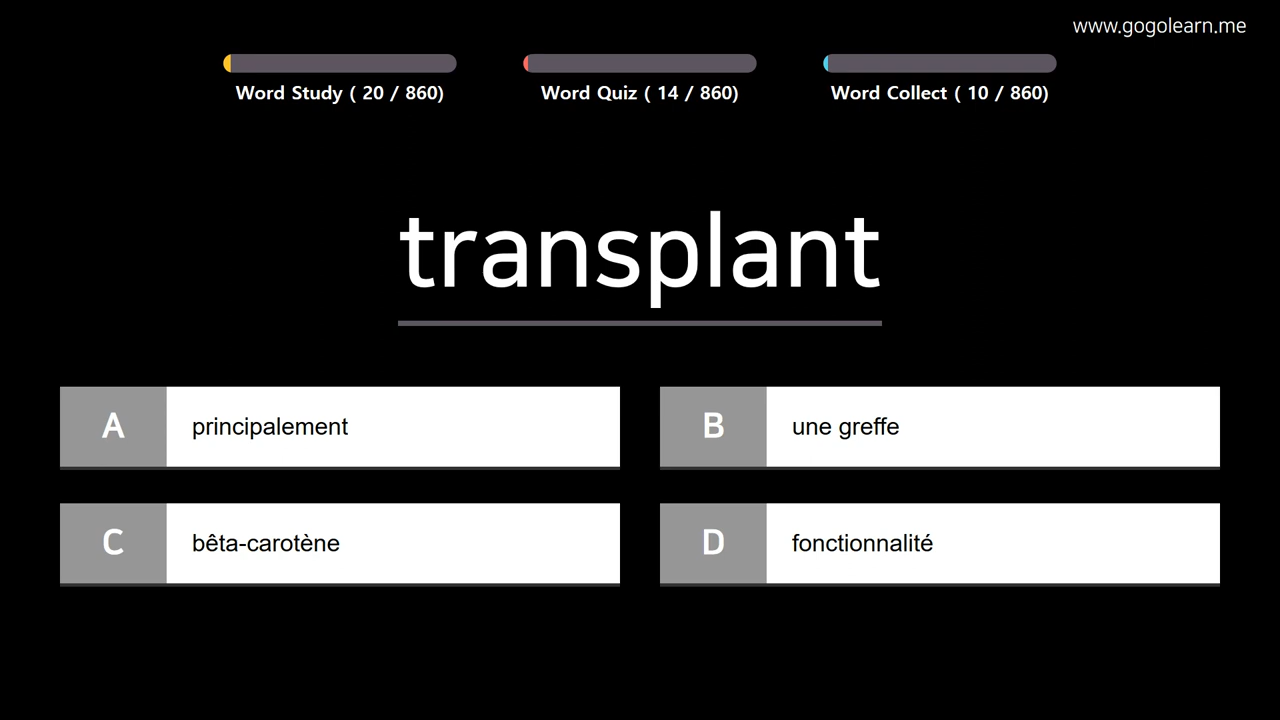 www.gogolearn.me
Word Study ( 20 / 860)
Word Quiz ( 14 / 860)
Word Collect ( 10 / 860)
transplant
A principalement
B une greffe
C bêta-carotène
D fonctionnalité